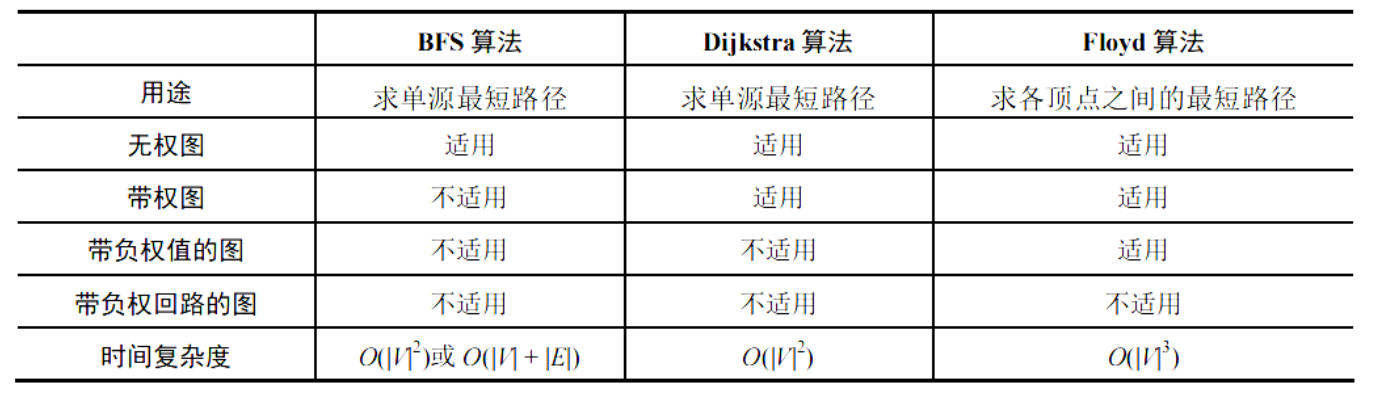 BFS 算法 Dijkstra 算法 Floyd 算法
用途 求单源最短路径 求单源最短路径 求各顶点之间的最短路径
无权图 适用 适用 适用
带权图 不适用 适用 适用
带负权值的图 不适用 不适用 适用
带负权回路的图 不适用 不适用 不适用
时间复杂度 O(|V|²)或 O(|V| + |E|) O(|V|²) O(|V|³)